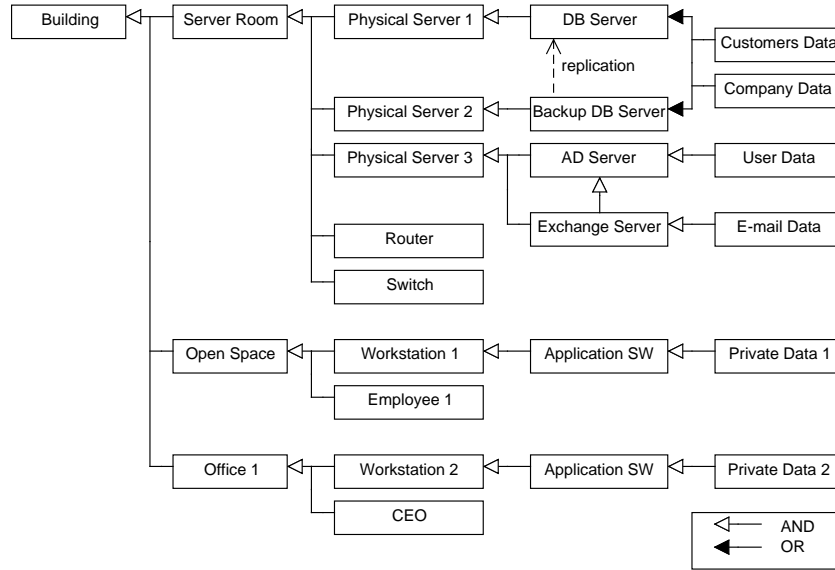 Building
Server Room
Physical Server 1
DB Server
Customers Data
replication
Company Data
Physical Server 2
Backup DB Server
Physical Server 3
AD Server
User Data
Exchange Server
E-mail Data
Router
Switch
Open Space
Workstation 1
Application SW
Private Data 1
Employee 1
Office 1
Workstation 2
Application SW
Private Data 2
CEO
AND
OR